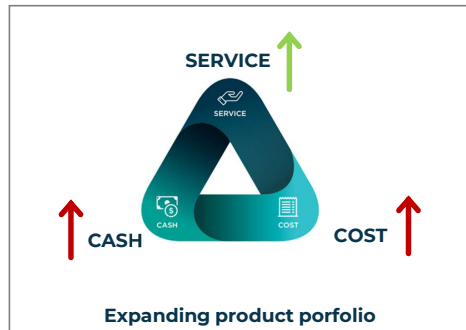 SERVICE
SERVICE
CASH
COST
CASH
COST
Expanding product porfolio